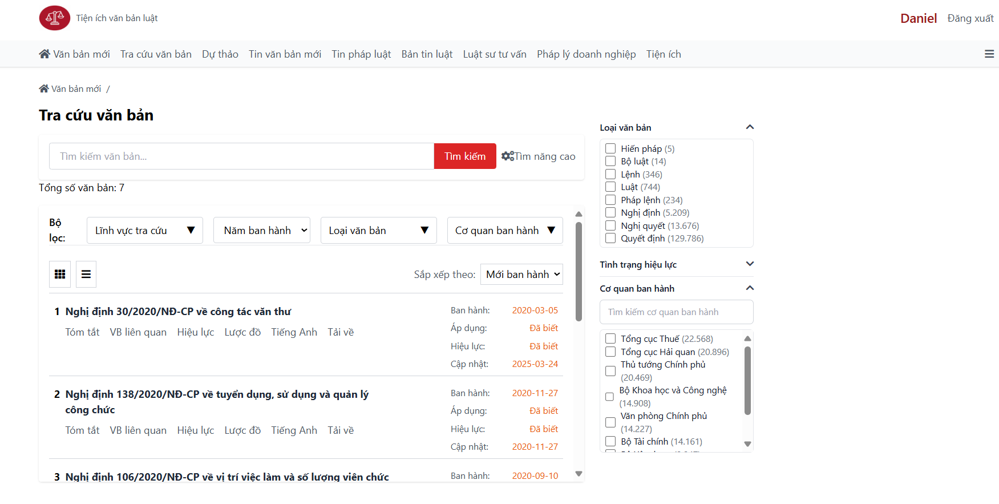 Tiện ích văn bản luật
Daniel Đăng xuất
Văn bản mới Tra cứu văn bản Dự thảo Tin văn bản mới Tin pháp luật Bản tin luật Luật sư tư vấn Pháp lý doanh nghiệp Tiện ích
Văn bản mới /
Tra cứu văn bản
Tìm kiếm văn bản... Tìm kiếm Tìm năng cao
Tổng số văn bản: 7
Bộ lọc: Lĩnh vực tra cứu Năm ban hành Loại văn bản Cơ quan ban hành
Sắp xếp theo: Mới ban hành
1 Nghị định 30/2020/NĐ-CP về công tác văn thư
Tóm tắt VB liên quan Hiệu lực Lược đồ Tiếng Anh Tải về
Ban hành: 2020-03-05
Áp dụng: Đã biết
Hiệu lực: Đã biết
Cập nhật: 2025-03-24
2 Nghị định 138/2020/NĐ-CP về tuyển dụng, sử dụng và quản lý
công chức
Tóm tắt VB liên quan Hiệu lực Lược đồ Tiếng Anh Tải về
Ban hành: 2020-11-27
Áp dụng: Đã biết
Hiệu lực: Đã biết
Cập nhật: 2020-11-27
3 Nghị định 106/2020/NĐ-CP về vị trí việc làm và số lượng viên chức
Ban hành: 2020-09-10
Loại văn bản
Hiến pháp (5)
Bộ luật (14)
Lệnh (346)
Luật (744)
Pháp lệnh (234)
Nghị định (5.209)
Nghị quyết (13.676)
Quyết định (129.786)
Tình trạng hiệu lực
Cơ quan ban hành
Tìm kiếm cơ quan ban hành
Tổng cục Thuế (22.568)
Tổng cục Hải quan (20.896)
Thủ tướng Chính phủ
(20.469)
Bộ Khoa học và Công nghệ
(14.908)
Văn phòng Chính phủ
(14.227)
Bộ Tài chính (14.161)